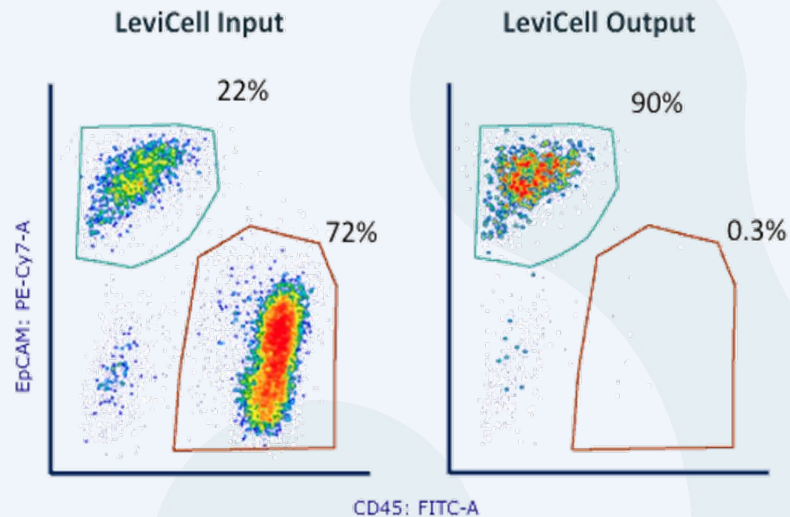 LeviCell Input
LeviCell Output
22%
90%
72%
0.3%
EpCAM: PE-Cy7-A
CD45: FITC-A